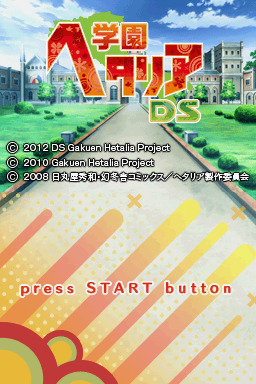 学園
ヘタリア
DS
© 2012 DS Gakuen Hetalia Project
© 2010 Gakuen Hetalia Project
© 2008 日丸屋秀和・幻冬舎コミックス／ヘタリア製作委員会
press START button